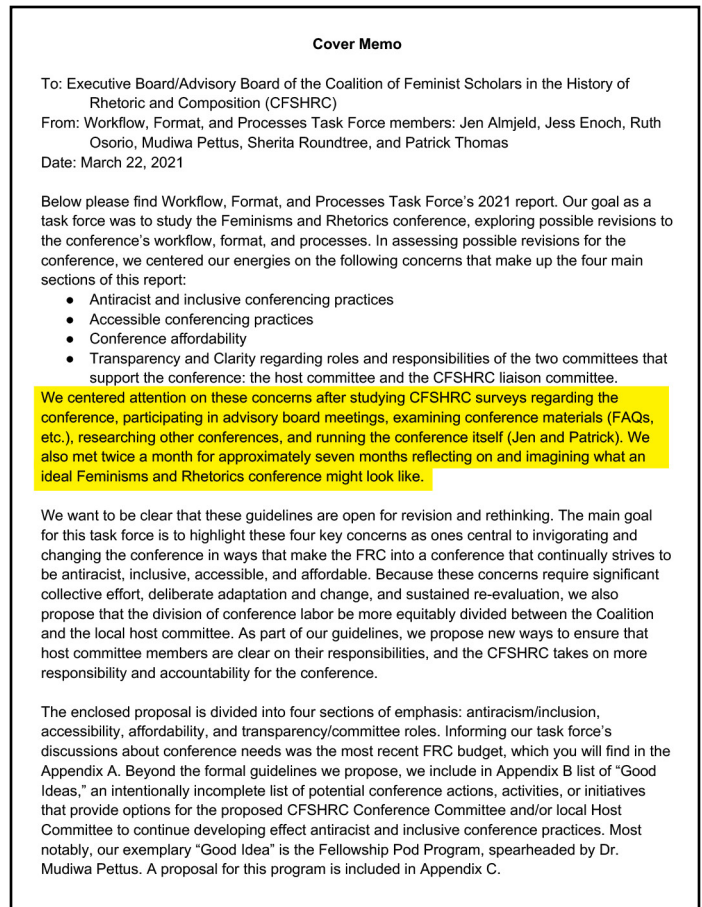 Cover Memo
To: Executive Board/Advisory Board of the Coalition of Feminist Scholars in the History of
Rhetoric and Composition (CFSHRC)
From: Workflow, Format, and Processes Task Force members: Jen Almjeld, Jess Enoch, Ruth
Osorio, Mudiwa Pettus, Sherita Roundtree, and Patrick Thomas
Date: March 22, 2021
Below please find Workflow, Format, and Processes Task Force's 2021 report. Our goal as a
task force was to study the Feminisms and Rhetorics conference, exploring possible revisions to
the conference's workflow, format, and processes. In assessing possible revisions for the
conference, we centered our energies on the following concerns that make up the four main
sections of this report:
● Antiracist and inclusive conferencing practices
● Accessible conferencing practices
● Conference affordability
● Transparency and Clarity regarding roles and responsibilities of the two committees that
support the conference: the host committee and the CFSHRC liaison committee.
We centered attention on these concerns after studying CFSHRC surveys regarding the
conference, participating in advisory board meetings, examining conference materials (FAQs,
etc.), researching other conferences, and running the conference itself (Jen and Patrick). We
also met twice a month for approximately seven months reflecting on and imagining what an
ideal Feminisms and Rhetorics conference might look like.
We want to be clear that these guidelines are open for revision and rethinking. The main goal
for this task force is to highlight these four key concerns as ones central to invigorating and
changing the conference in ways that make the FRC into a conference that continually strives to
be antiracist, inclusive, accessible, and affordable. Because these concerns require significant
collective effort, deliberate adaptation and change, and sustained re-evaluation, we also
propose that the division of conference labor be more equitably divided between the Coalition
and the local host committee. As part of our guidelines, we propose new ways to ensure that
host committee members are clear on their responsibilities, and the CFSHRC takes on more
responsibility and accountability for the conference.
The enclosed proposal is divided into four sections of emphasis: antiracism/inclusion,
accessibility, affordability, and transparency/committee roles. Informing our task force's
discussions about conference needs was the most recent FRC budget, which you will find in the
Appendix A. Beyond the formal guidelines we propose, we include in Appendix B list of “Good
Ideas,” an intentionally incomplete list of potential conference actions, activities, or initiatives
that provide options for the proposed CFSHRC Conference Committee and/or local Host
Committee to continue developing effect antiracist and inclusive conference practices. Most
notably, our exemplary “Good Idea” is the Fellowship Pod Program, spearheaded by Dr.
Mudiwa Pettus. A proposal for this program is included in Appendix C.